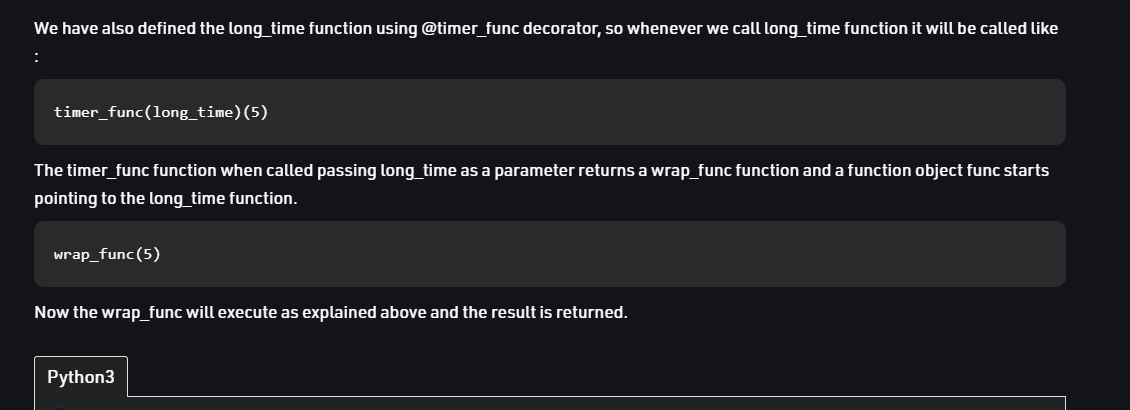 We have also defined the long_time function using @timer_func decorator, so whenever we call long_time function it will be called like
:
timer_func(long_time)(5)
The timer_func function when called passing long_time as a parameter returns a wrap_func function and a function object func starts
pointing to the long_time function.
wrap_func(5)
Now the wrap_func will execute as explained above and the result is returned.
Python3